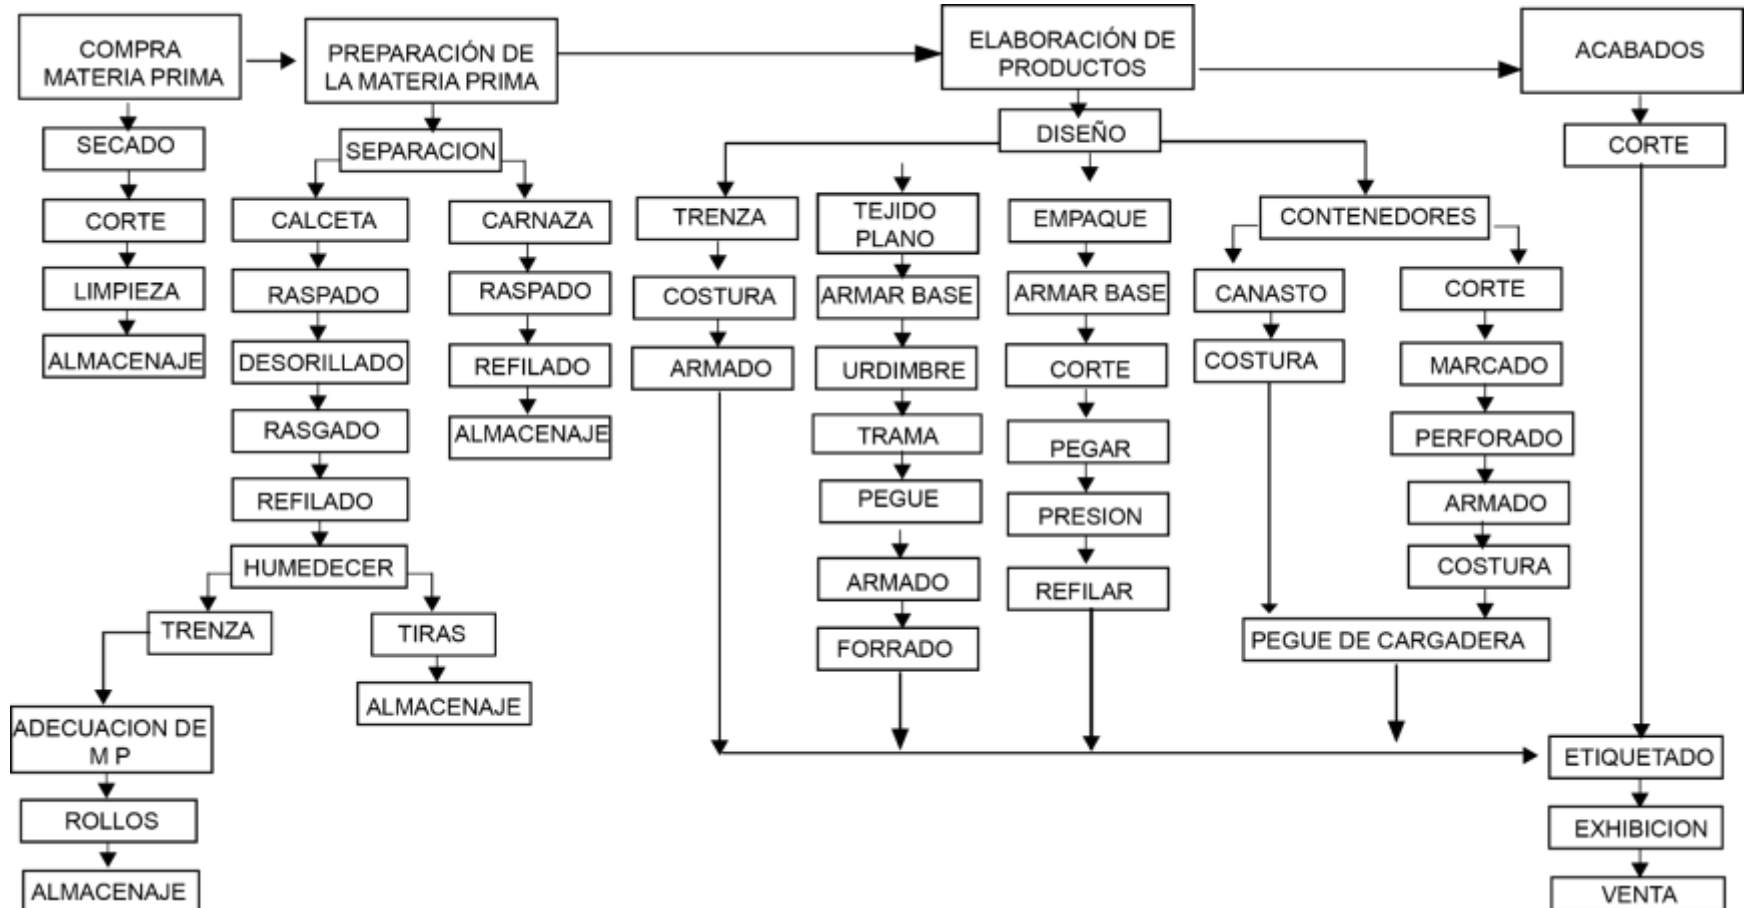 COMPRA
MATERIA PRIMA
SECADO
CORTE
LIMPIEZA
ALMACENAJE
PREPARACIÓN DE
LA MATERIA PRIMA
SEPARACION
CALCETA
RASPADO
DESORILLADO
RASGADO
REFILADO
HUMEDECER
TRENZA
ADECUACION DE
M P
ROLLOS
ALMACENAJE
TIRAS
ALMACENAJE
CARNAZA
RASPADO
REFILADO
ALMACENAJE
ELABORACIÓN DE
PRODUCTOS
DISEÑO
TRENZA
COSTURA
ARMADO
TEJIDO
PLANO
ARMAR BASE
URDIMBRE
TRAMA
PEGUE
ARMADO
FORRADO
EMPAQUE
ARMAR BASE
CORTE
PEGAR
PRESION
REFILAR
CONTENEDORES
CANASTO
COSTURA
CORTE
MARCADO
PERFORADO
ARMADO
COSTURA
PEGUE DE CARGADERA
ACABADOS
CORTE
ETIQUETADO
EXHIBICION
VENTA